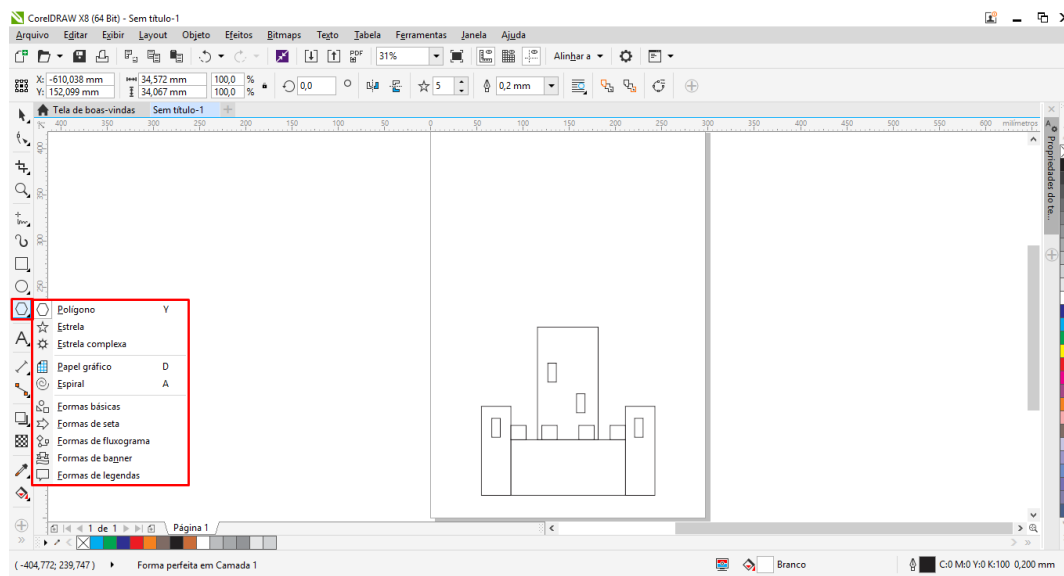 CorelDRAW X8 (64 Bit) - Sem título-1
Arquivo Editar Exibir Layout Objeto Efeitos Bitmaps Texto Tabela Ferramentas Janela Ajuda
PDF 31% Alinhar a
X: -610,038 mm 34,572 mm 100,0 % 0,0 5 0,2 mm
Y: 152,099 mm 34,067 mm 100,0 %
Tela de boas-vindas Sem título-1
400 350 300 250 200 150 100 50 0 50 100 150 200 250 300 350 400 450 500 550 600 milímetros
400
350
300
250
Propriedades do te...
Polígono Y
Estrela
Estrela complexa
Papel gráfico D
Espiral A
Formas básicas
Formas de seta
Formas de fluxograma
Formas de banner
Formas de legendas
1 de 1 Página 1
( -404,772; 239,747 ) Forma perfeita em Camada 1 Branco C:0 M:0 Y:0 K:100 0,200 mm